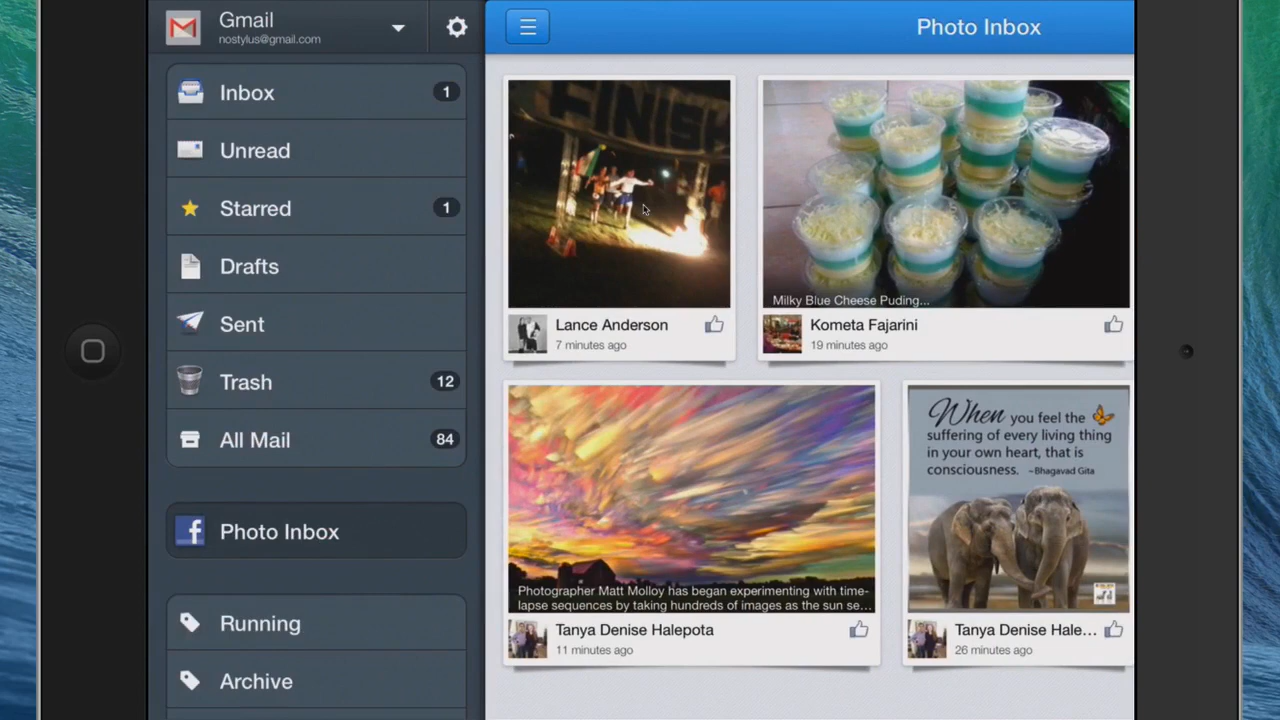 Gmail
nostylus@gmail.com
Photo Inbox
Inbox
1
Unread
Starred
1
Drafts
Sent
Trash
12
All Mail
84
Photo Inbox
Running
Archive
FINISH
Lance Anderson
7 minutes ago
Milky Blue Cheese Puding...
Kometa Fajarini
19 minutes ago
Photographer Matt Molloy has began experimenting with time-
lapse sequences by taking hundreds of images as the sun se...
Tanya Denise Halepota
11 minutes ago
When you feel the
suffering of every living thing
in your own heart, that is
consciousness. ~Bhagavad Gita
Tanya Denise Hale...
26 minutes ago